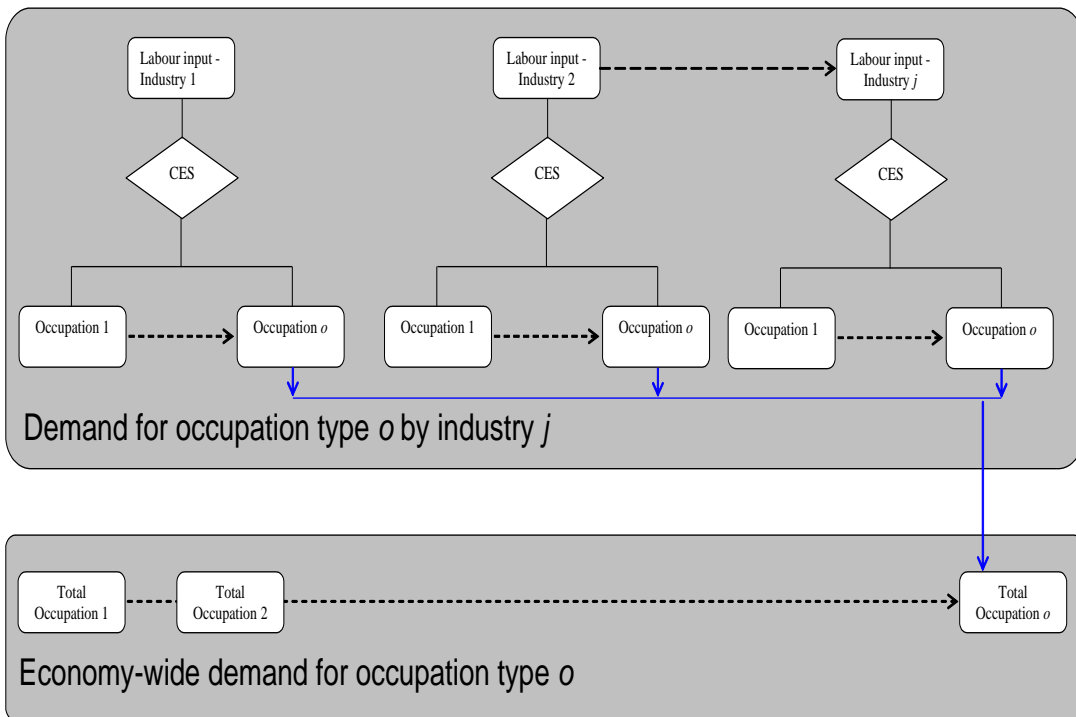 Labour input -
Industry 1
Labour input -
Industry 2
Labour input -
Industry j
CES
CES
CES
Occupation 1
Occupation o
Occupation 1
Occupation o
Occupation 1
Occupation o
Demand for occupation type o by industry j
Total
Occupation 1
Total
Occupation 2
Total
Occupation o
Economy-wide demand for occupation type o